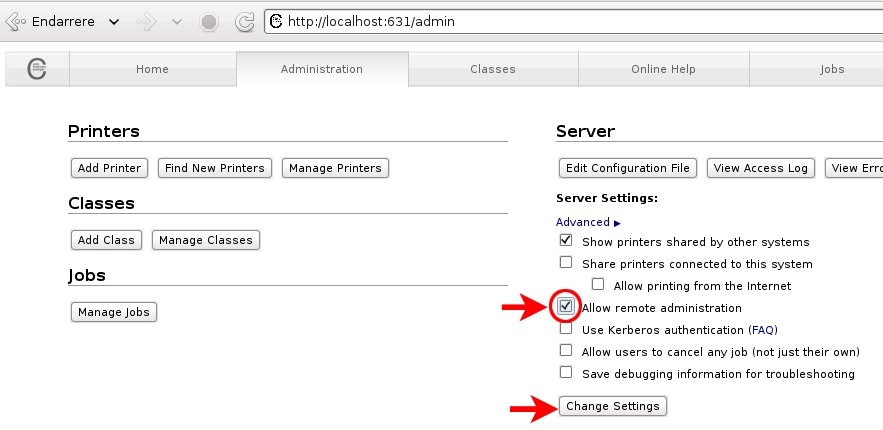 Endarrere
http://localhost:631/admin
Home Administration Classes Online Help Jobs
Printers
Add Printer Find New Printers Manage Printers
Classes
Add Class Manage Classes
Jobs
Manage Jobs
Server
Edit Configuration File View Access Log View Erro
Server Settings:
Advanced ▶
Show printers shared by other systems
Share printers connected to this system
Allow printing from the Internet
Allow remote administration
Use Kerberos authentication (FAQ)
Allow users to cancel any job (not just their own)
Save debugging information for troubleshooting
Change Settings